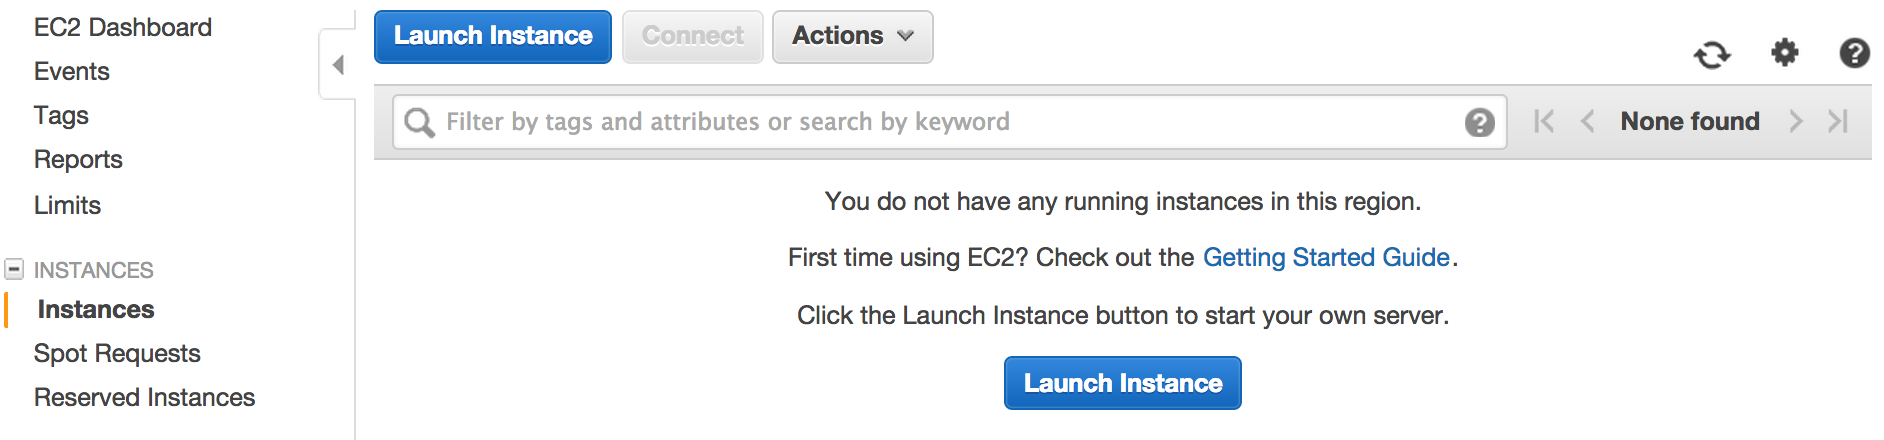 EC2 Dashboard
Events
Tags
Reports
Limits
INSTANCES
Instances
Spot Requests
Reserved Instances
Launch Instance Connect Actions
Filter by tags and attributes or search by keyword None found
You do not have any running instances in this region.
First time using EC2? Check out the Getting Started Guide.
Click the Launch Instance button to start your own server.
Launch Instance